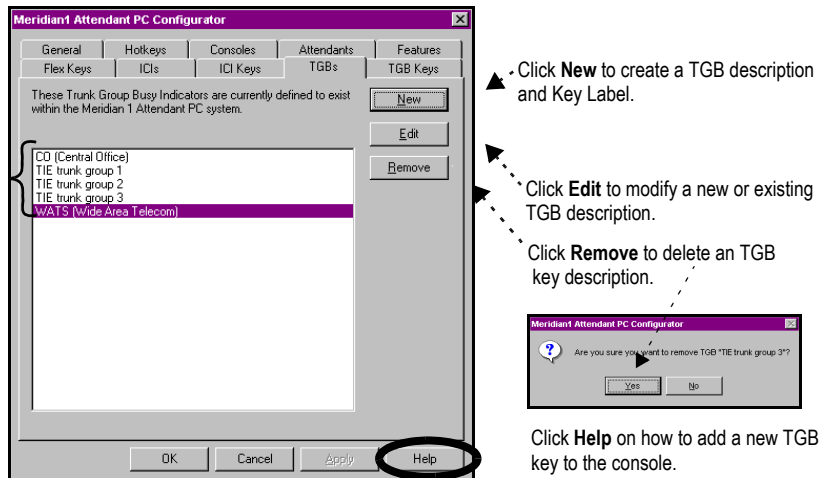 Meridian1 Attendant PC Configurator
General Hotkeys Consoles Attendants Features
Flex Keys ICIs ICI Keys TGBs TGB Keys
These Trunk Group Busy Indicators are currently defined to exist
within the Meridian 1 Attendant PC system.
New
Edit
Remove
CO (Central Office)
TIE trunk group 1
TIE trunk group 2
TIE trunk group 3
WATS (Wide Area Telecom)
OK Cancel Apply Help
Click New to create a TGB description
and Key Label.
Click Edit to modify a new or existing
TGB description.
Click Remove to delete an TGB
key description.
Meridian1 Attendant PC Configurator
Are you sure you want to remove TGB "TIE trunk group 3"?
Yes No
Click Help on how to add a new TGB
key to the console.